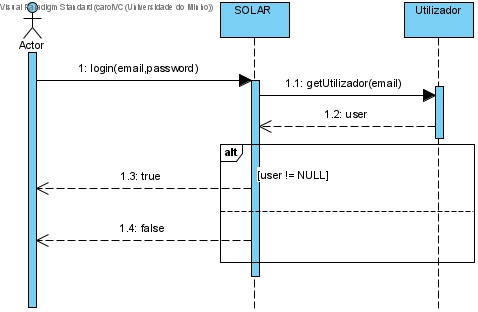 Visual Paradigm Standard(carolVC(Universidade do Minho))
SOLAR
Utilizador
Actor
1: login(email,password)
1.1: getUtilizador(email)
1.2: user
alt
[user != NULL]
1.3: true
1.4: false